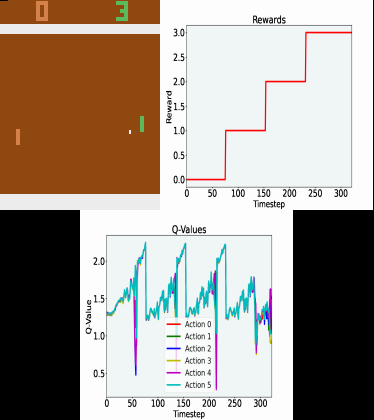 0 3
Rewards
3.0
2.5
2.0
1.5
1.0
0.5
0.0
Reward
0 50 100 150 200 250 300
Timestep
Q-Values
2.0
1.5
1.0
0.5
Q-Value
Action 0
Action 1
Action 2
Action 3
Action 4
Action 5
0 50 100 150 200 250 300
Timestep